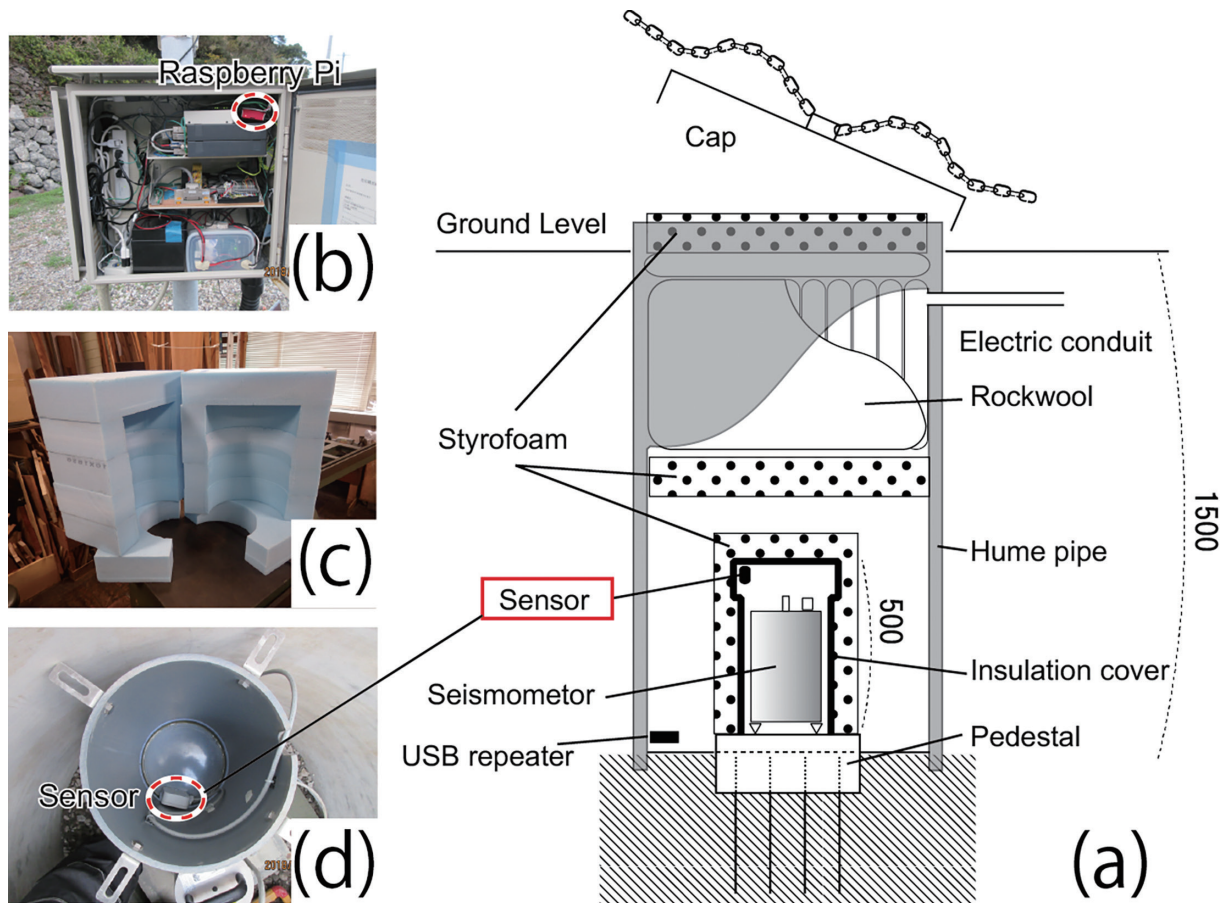 Raspberry Pi
(b)
(c)
Sensor
(d)
Cap
Ground Level
Electric conduit
Rockwool
Styrofoam
1500
Hume pipe
Sensor
500
Insulation cover
Seismometor
Pedestal
USB repeater
(a)